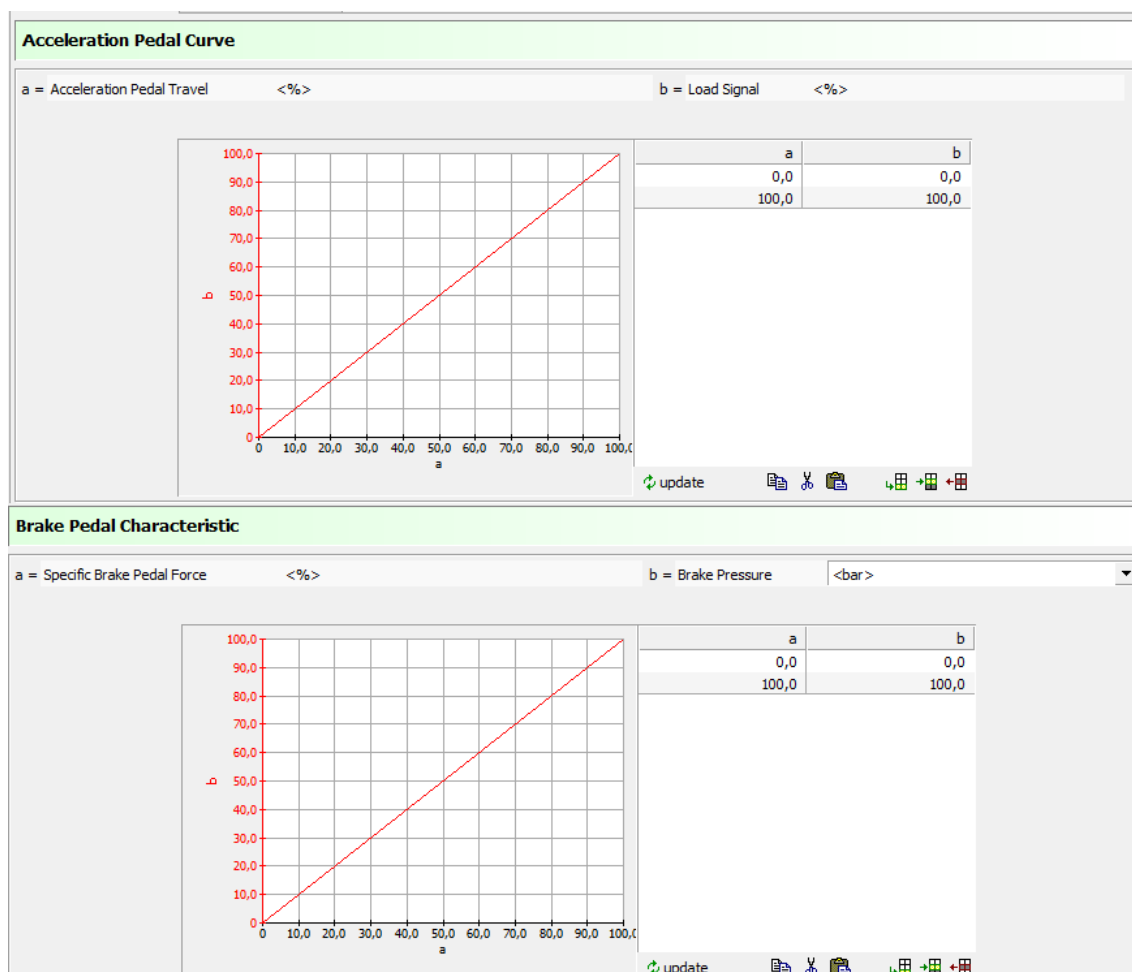 Acceleration Pedal Curve
a = Acceleration Pedal Travel <%> b = Load Signal <%>
a b
0,0 0,0
100,0 100,0
100,0
90,0
80,0
70,0
60,0
50,0
40,0
30,0
20,0
10,0
0
b
0 10,0 20,0 30,0 40,0 50,0 60,0 70,0 80,0 90,0 100,0
a
update
Brake Pedal Characteristic
a = Specific Brake Pedal Force <%> b = Brake Pressure <bar>
a b
0,0 0,0
100,0 100,0
100,0
90,0
80,0
70,0
60,0
50,0
40,0
30,0
20,0
10,0
0
b
0 10,0 20,0 30,0 40,0 50,0 60,0 70,0 80,0 90,0 100,0
a
update